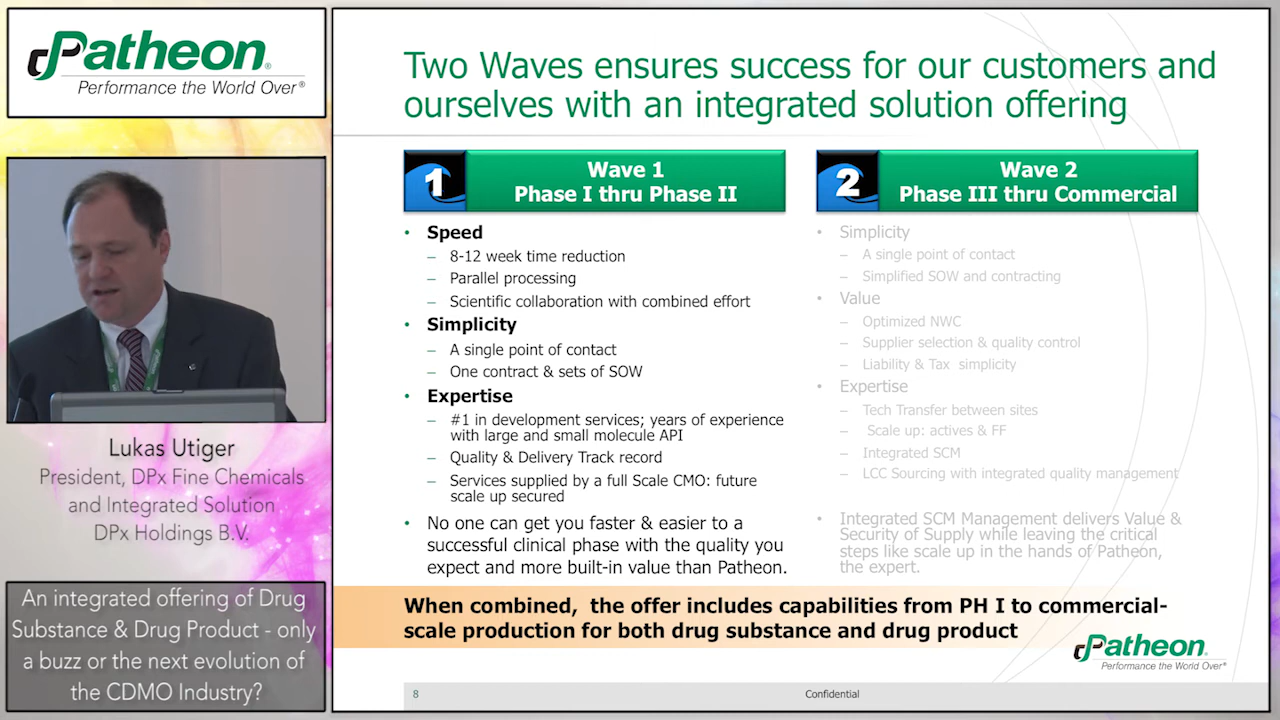 Patheon®
Performance the World Over®
Lukas Utiger
President, DPx Fine Chemicals
and Integrated Solution
DPx Holdings B.V.
An integrated offering of Drug
Substance & Drug Product - only
a buzz or the next evolution of
the CDMO Industry?
Two Waves ensures success for our customers and
ourselves with an integrated solution offering
1
Wave 1
Phase I thru Phase II
• Speed
– 8-12 week time reduction
– Parallel processing
– Scientific collaboration with combined effort
• Simplicity
– A single point of contact
– One contract & sets of SOW
• Expertise
– #1 in development services; years of experience
with large and small molecule API
– Quality & Delivery Track record
– Services supplied by a full Scale CMO: future
scale up secured
• No one can get you faster & easier to a
successful clinical phase with the quality you
expect and more built-in value than Patheon.
2
Wave 2
Phase III thru Commercial
• Simplicity
– A single point of contact
– Simplified SOW and contracting
• Value
– Optimized NWC
– Supplier selection & quality control
– Liability & Tax simplicity
• Expertise
– Tech Transfer between sites
– Scale up: actives & FF
– Integrated SCM
– LCC Sourcing with integrated quality management
• Integrated SCM Management delivers Value &
Security of Supply while leaving the critical
steps like scale up in the hands of Patheon,
the expert.
When combined, the offer includes capabilities from PH I to commercial-
scale production for both drug substance and drug product
Patheon®
Performance the World Over®
8
Confidential